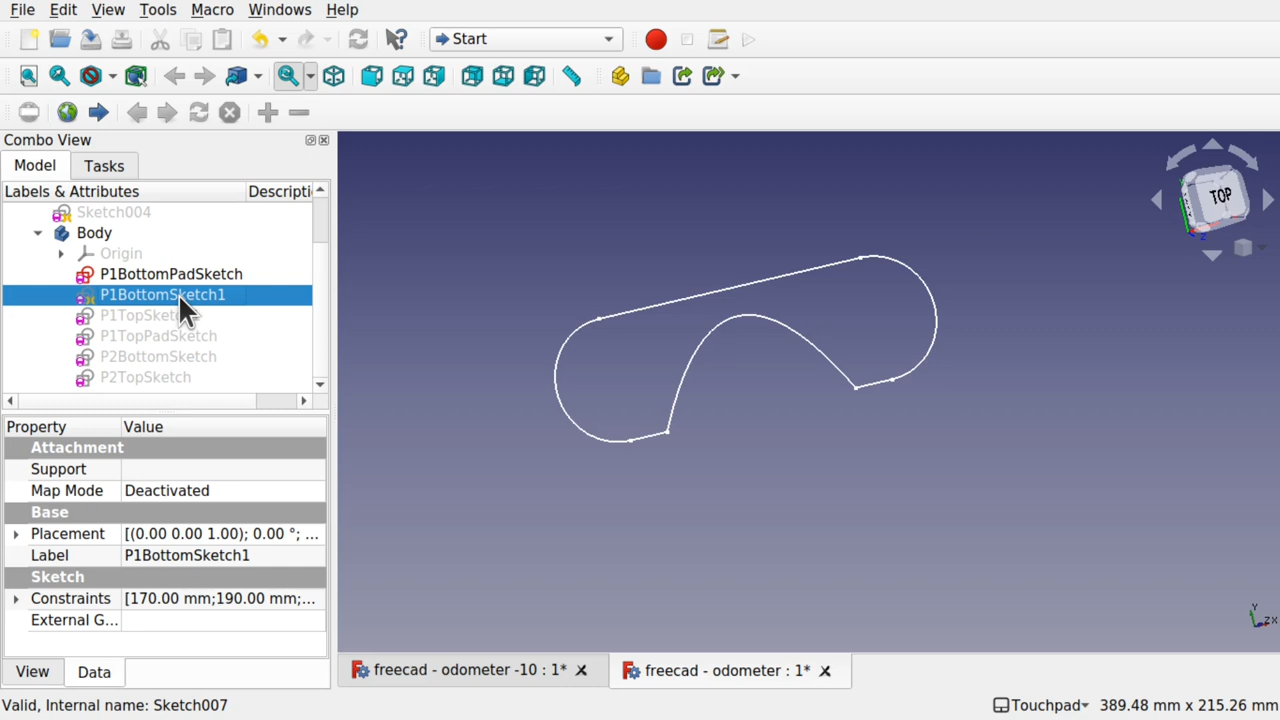 File Edit View Tools Macro Windows Help
Start
Combo View
Model Tasks
Labels & Attributes Descripti
Sketch004
Body
Origin
P1BottomPadSketch
P1BottomSketch1
P1TopSketc
P1TopPadSketch
P2BottomSketch
P2TopSketch
Property Value
Attachment
Support
Map Mode Deactivated
Base
Placement [(0.00 0.00 1.00); 0.00 °; ...
Label P1BottomSketch1
Sketch
Constraints [170.00 mm;190.00 mm;...
External G...
View Data
TOP
Z
Y
ZX
freecad - odometer -10 : 1* freecad - odometer : 1*
Valid, Internal name: Sketch007 Touchpad 389.48 mm x 215.26 mm